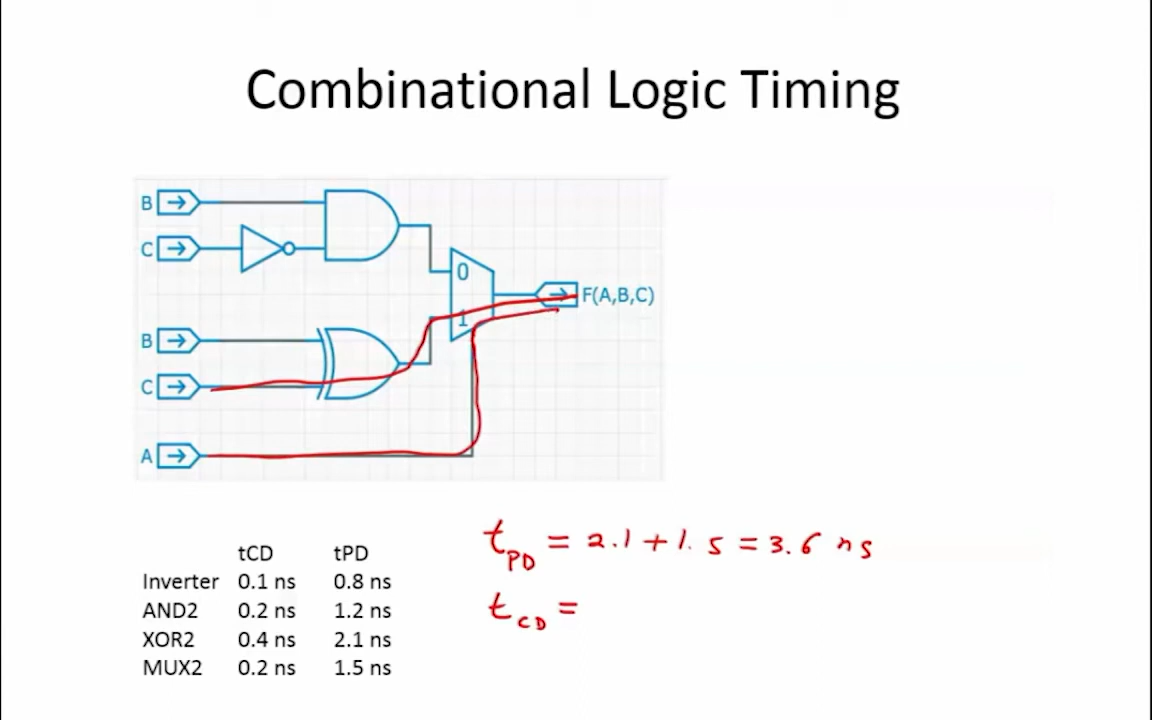 Combinational Logic Timing
B
C
0
F(A,B,C)
1
B
C
A
tCD tPD
Inverter 0.1 ns 0.8 ns
AND2 0.2 ns 1.2 ns
XOR2 0.4 ns 2.1 ns
MUX2 0.2 ns 1.5 ns
tPD = 2.1 + 1.5 = 3.6 ns
tCD =